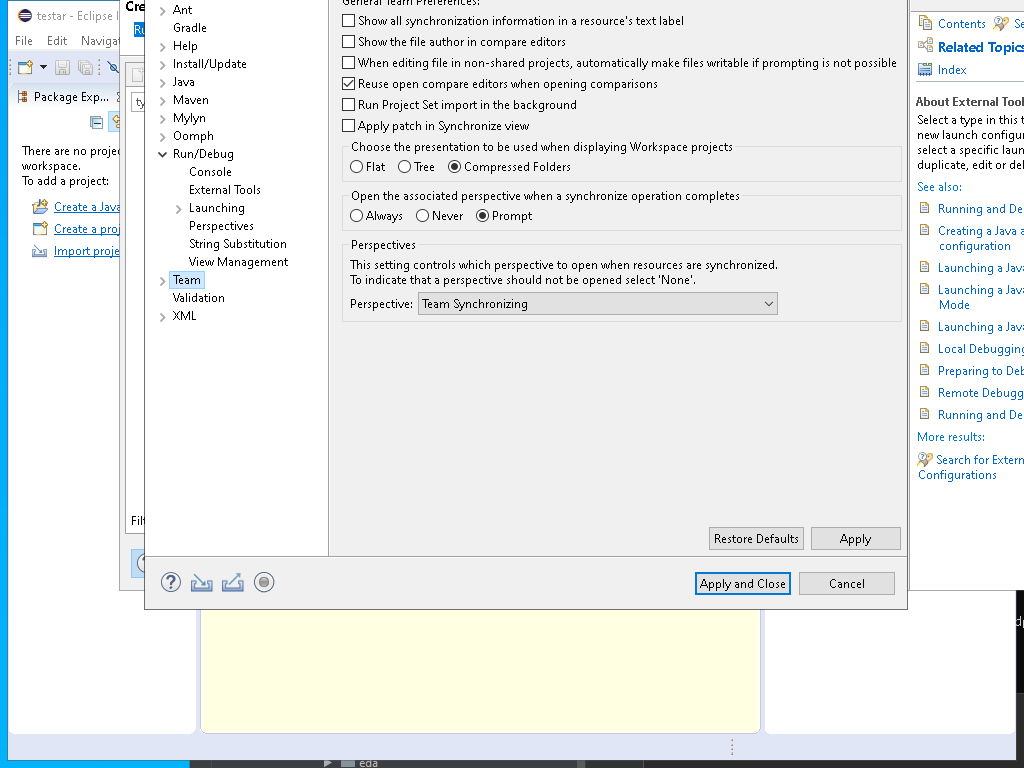 testar - Eclipse I
File Edit Navigat
Package Exp...
There are no proje
workspace.
To add a project:
Create a Java
Create a proj
Import proje
Cre
Ru
ty
Filt
Ant
Gradle
Help
Install/Update
Java
Maven
Mylyn
Oomph
Run/Debug
Console
External Tools
Launching
Perspectives
String Substitution
View Management
Team
Validation
XML
General Team Preferences:
Show all synchronization information in a resource's text label
Show the file author in compare editors
When editing file in non-shared projects, automatically make files writable if prompting is not possible
Reuse open compare editors when opening comparisons
Run Project Set import in the background
Apply patch in Synchronize view
Choose the presentation to be used when displaying Workspace projects
Flat Tree Compressed Folders
Open the associated perspective when a synchronize operation completes
Always Never Prompt
Perspectives
This setting controls which perspective to open when resources are synchronized.
To indicate that a perspective should not be opened select 'None'.
Perspective: Team Synchronizing
Restore Defaults Apply
Apply and Close Cancel
Contents Se
Related Topics
Index
About External Tool
Select a type in this t
new launch configur
select a specific laun
duplicate, edit or del
See also:
Running and De
Creating a Java a
configuration
Launching a Java
Launching a Java
Mode
Launching a Java
Local Debugging
Preparing to Deb
Remote Debugg
Running and De
More results:
Search for Extern
Configurations
eda